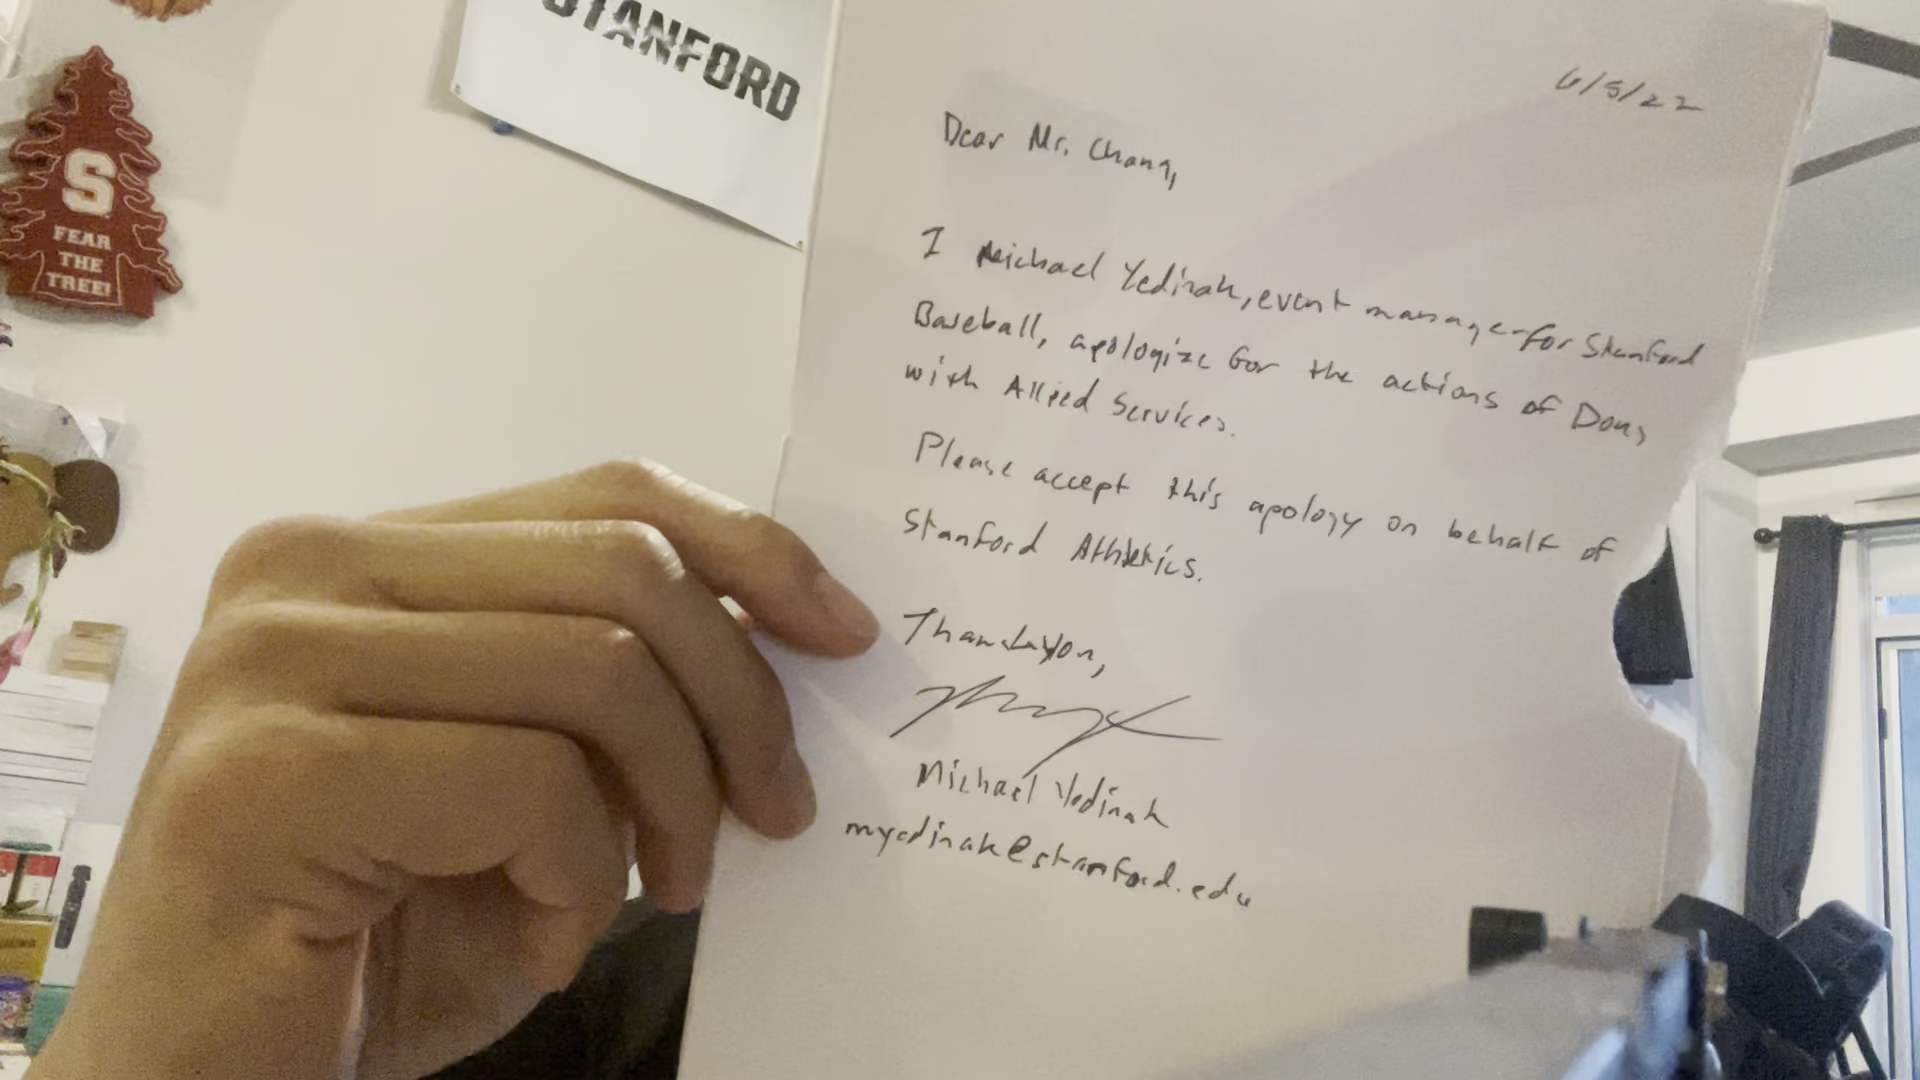 STANFORD
S
FEAR
THE
TREE!
6/5/22
Dear Mr. Chang,
I Michael Yedinak, event manager for Stanford
Baseball, apologize for the actions of Doug
with Allied Services.
Please accept this apology on behalf of
Stanford Athletics.
Thank you,
Michael Yedinak
myedinak@stanford.edu